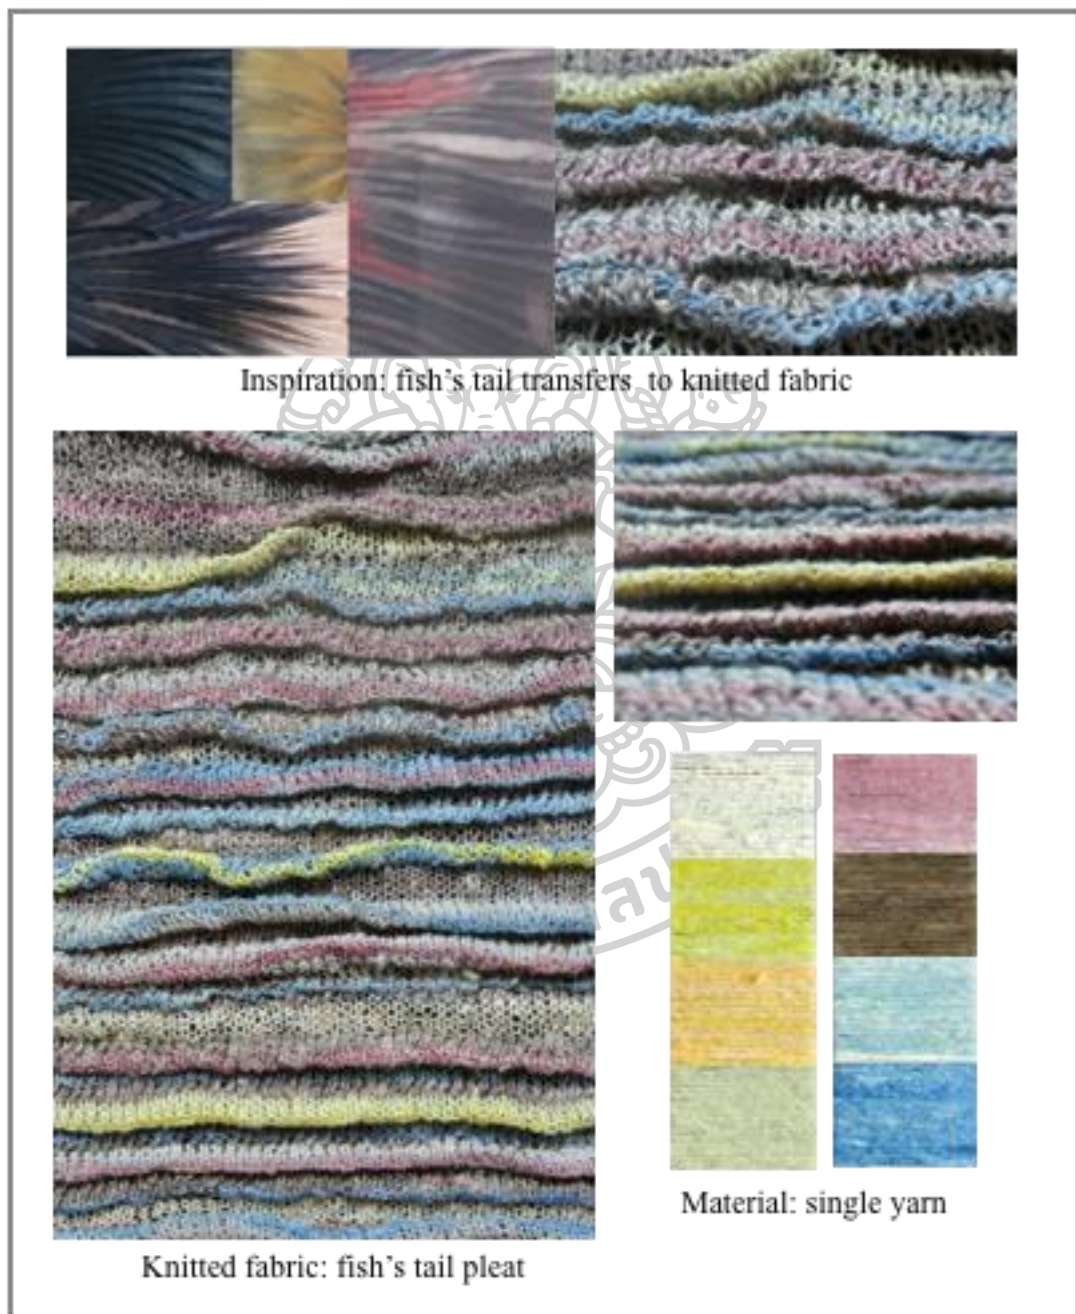 Inspiration: fish's tail transfers to knitted fabric
Material: single yarn
Knitted fabric: fish's tail pleat